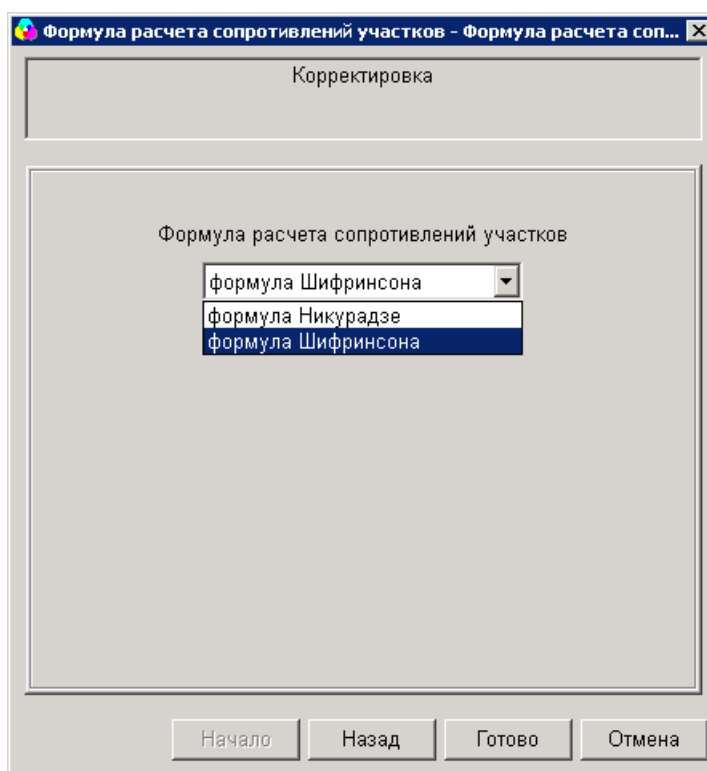 Формула расчета сопротивлений участков - Формула расчета соп...
Корректировка
Формула расчета сопротивлений участков
формула Шифринсона
формула Никурадзе
формула Шифринсона
Начало
Назад
Готово
Отмена